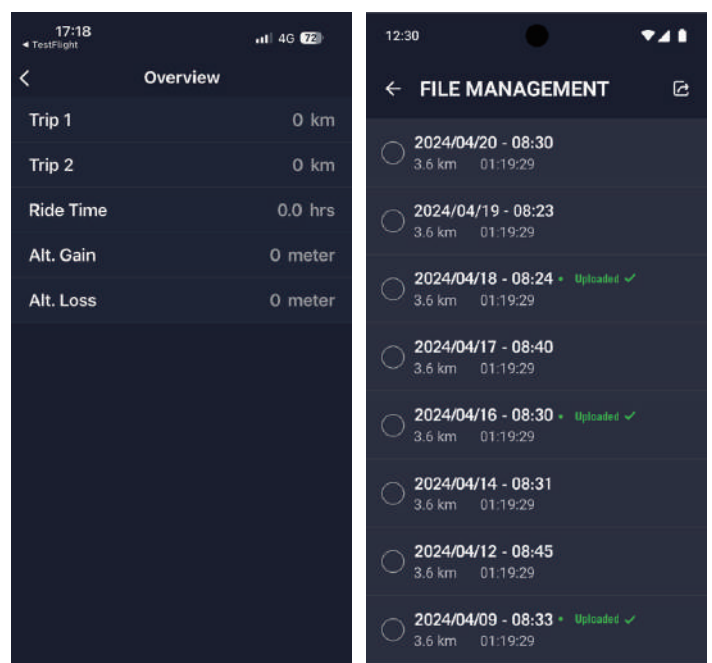 17:18
◄ TestFlight
4G 72
Overview
Trip 1 0 km
Trip 2 0 km
Ride Time 0.0 hrs
Alt. Gain 0 meter
Alt. Loss 0 meter
12:30
FILE MANAGEMENT
2024/04/20 - 08:30
3.6 km 01:19:29
2024/04/19 - 08:23
3.6 km 01:19:29
2024/04/18 - 08:24 • Uploaded ✓
3.6 km 01:19:29
2024/04/17 - 08:40
3.6 km 01:19:29
2024/04/16 - 08:30 • Uploaded ✓
3.6 km 01:19:29
2024/04/14 - 08:31
3.6 km 01:19:29
2024/04/12 - 08:45
3.6 km 01:19:29
2024/04/09 - 08:33 • Uploaded ✓
3.6 km 01:19:29